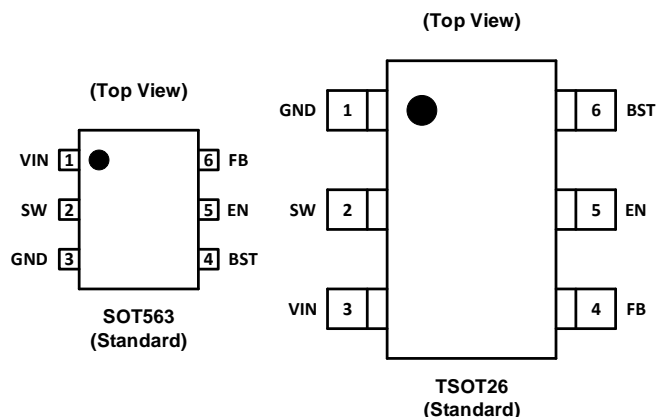 (Top View)
VIN 1 6 FB
SW 2 5 EN
GND 3 4 BST
SOT563
(Standard)
(Top View)
GND 1 6 BST
SW 2 5 EN
VIN 3 4 FB
TSOT26
(Standard)